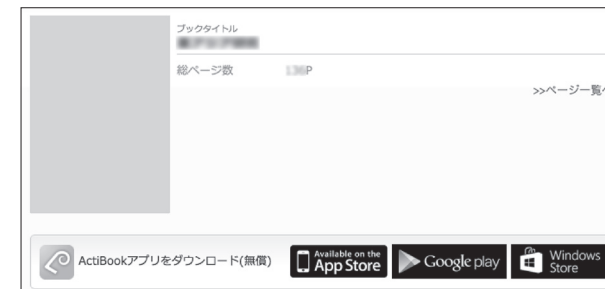 ブックタイトル
総ページ数 P
>>ページ一覧へ
ActiBookアプリをダウンロード(無償)
Available on the
App Store
Google play
Windows
Store